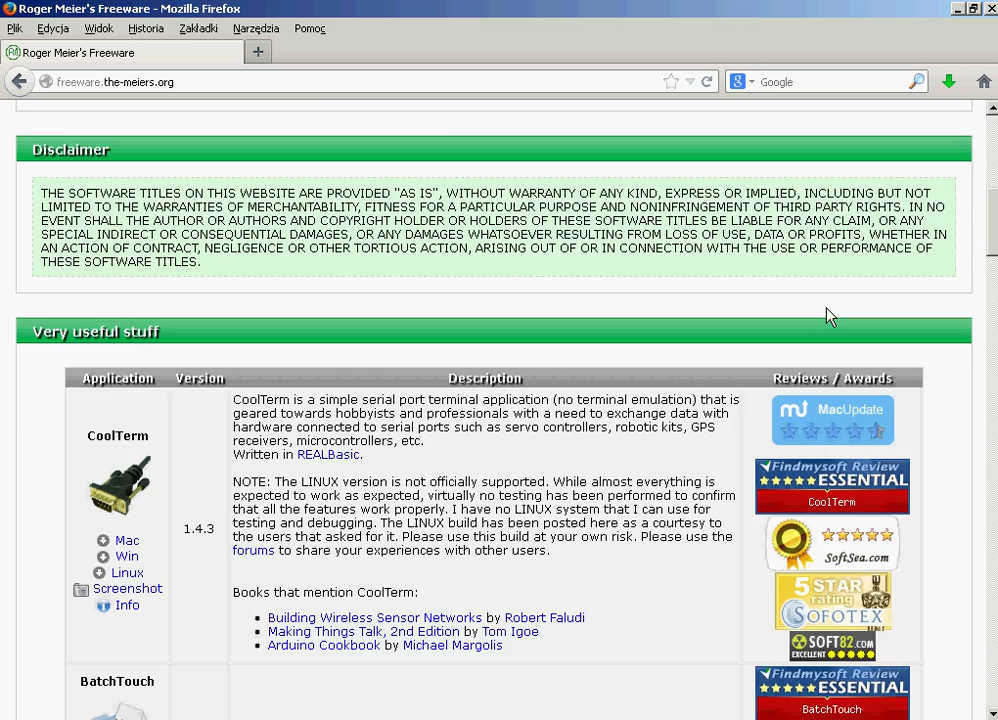 Roger Meier's Freeware - Mozilla Firefox
Plik Edycja Widok Historia Zakładki Narzędzia Pomoc
Roger Meier's Freeware
freeware.the-meiers.org
Google
Disclaimer
THE SOFTWARE TITLES ON THIS WEBSITE ARE PROVIDED "AS IS", WITHOUT WARRANTY OF ANY KIND, EXPRESS OR IMPLIED, INCLUDING BUT NOT
LIMITED TO THE WARRANTIES OF MERCHANTABILITY, FITNESS FOR A PARTICULAR PURPOSE AND NONINFRINGEMENT OF THIRD PARTY RIGHTS. IN NO
EVENT SHALL THE AUTHOR OR AUTHORS AND COPYRIGHT HOLDER OR HOLDERS OF THESE SOFTWARE TITLES BE LIABLE FOR ANY CLAIM, OR ANY
SPECIAL INDIRECT OR CONSEQUENTIAL DAMAGES, OR ANY DAMAGES WHATSOEVER RESULTING FROM LOSS OF USE, DATA OR PROFITS, WHETHER IN
AN ACTION OF CONTRACT, NEGLIGENCE OR OTHER TORTIOUS ACTION, ARISING OUT OF OR IN CONNECTION WITH THE USE OR PERFORMANCE OF
THESE SOFTWARE TITLES.
Very useful stuff
Application Version Description Reviews / Awards
CoolTerm
Mac
Win
Linux
Screenshot
Info
1.4.3
CoolTerm is a simple serial port terminal application (no terminal emulation) that is
geared towards hobbyists and professionals with a need to exchange data with
hardware connected to serial ports such as servo controllers, robotic kits, GPS
receivers, microcontrollers, etc.
Written in REALBasic.
NOTE: The LINUX version is not officially supported. While almost everything is
expected to work as expected, virtually no testing has been performed to confirm
that all the features work properly. I have no LINUX system that I can use for
testing and debugging. The LINUX build has been posted here as a courtesy to
the users that asked for it. Please use this build at your own risk. Please use the
forums to share your experiences with other users.
Books that mention CoolTerm:
Building Wireless Sensor Networks by Robert Faludi
Making Things Talk, 2nd Edition by Tom Igoe
Arduino Cookbook by Michael Margolis
MacUpdate
Findmysoft Review
ESSENTIAL
CoolTerm
SoftSea.com
5 STAR
rating
SOFOTEX
SOFT82.COM
EXCELLENT
BatchTouch
Findmysoft Review
ESSENTIAL
BatchTouch